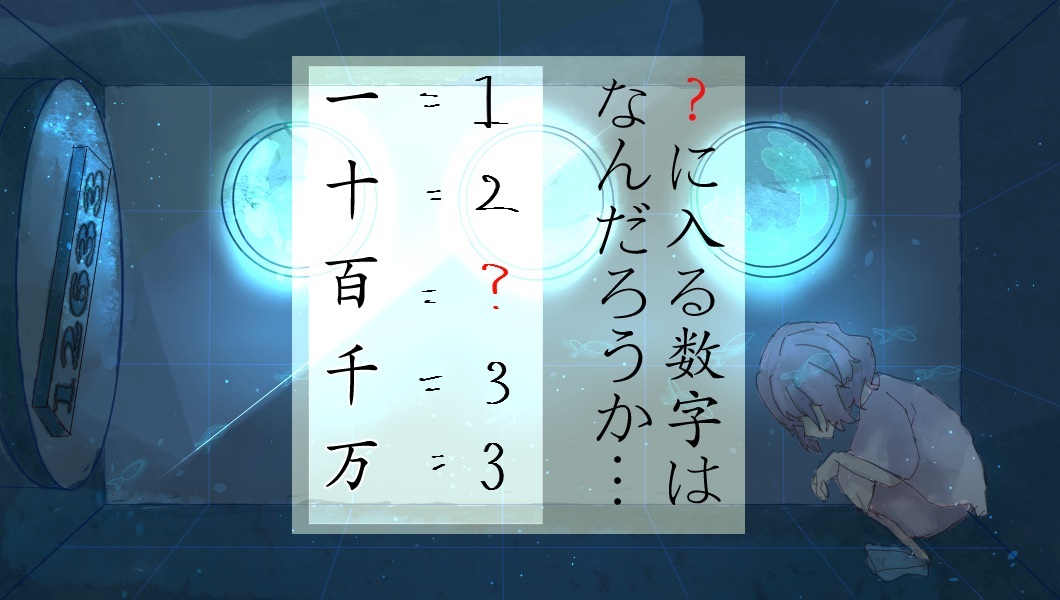 ?に入る数字は
なんだろうか…
一 = 1
十 = 2
百 = ?
千 = 3
万 = 3
12633